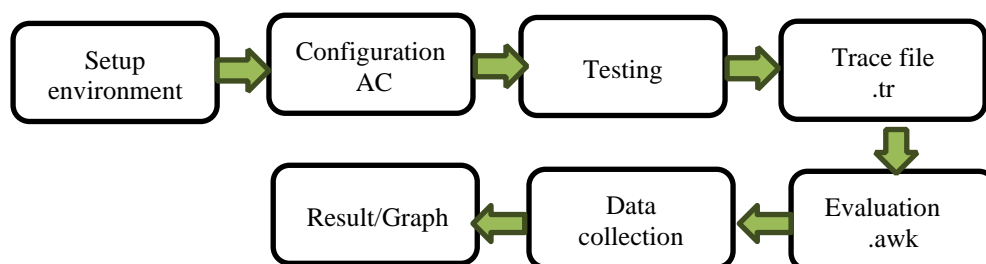 Setup
environment
Configuration
AC
Testing
Trace file
.tr
Evaluation
.awk
Data
collection
Result/Graph